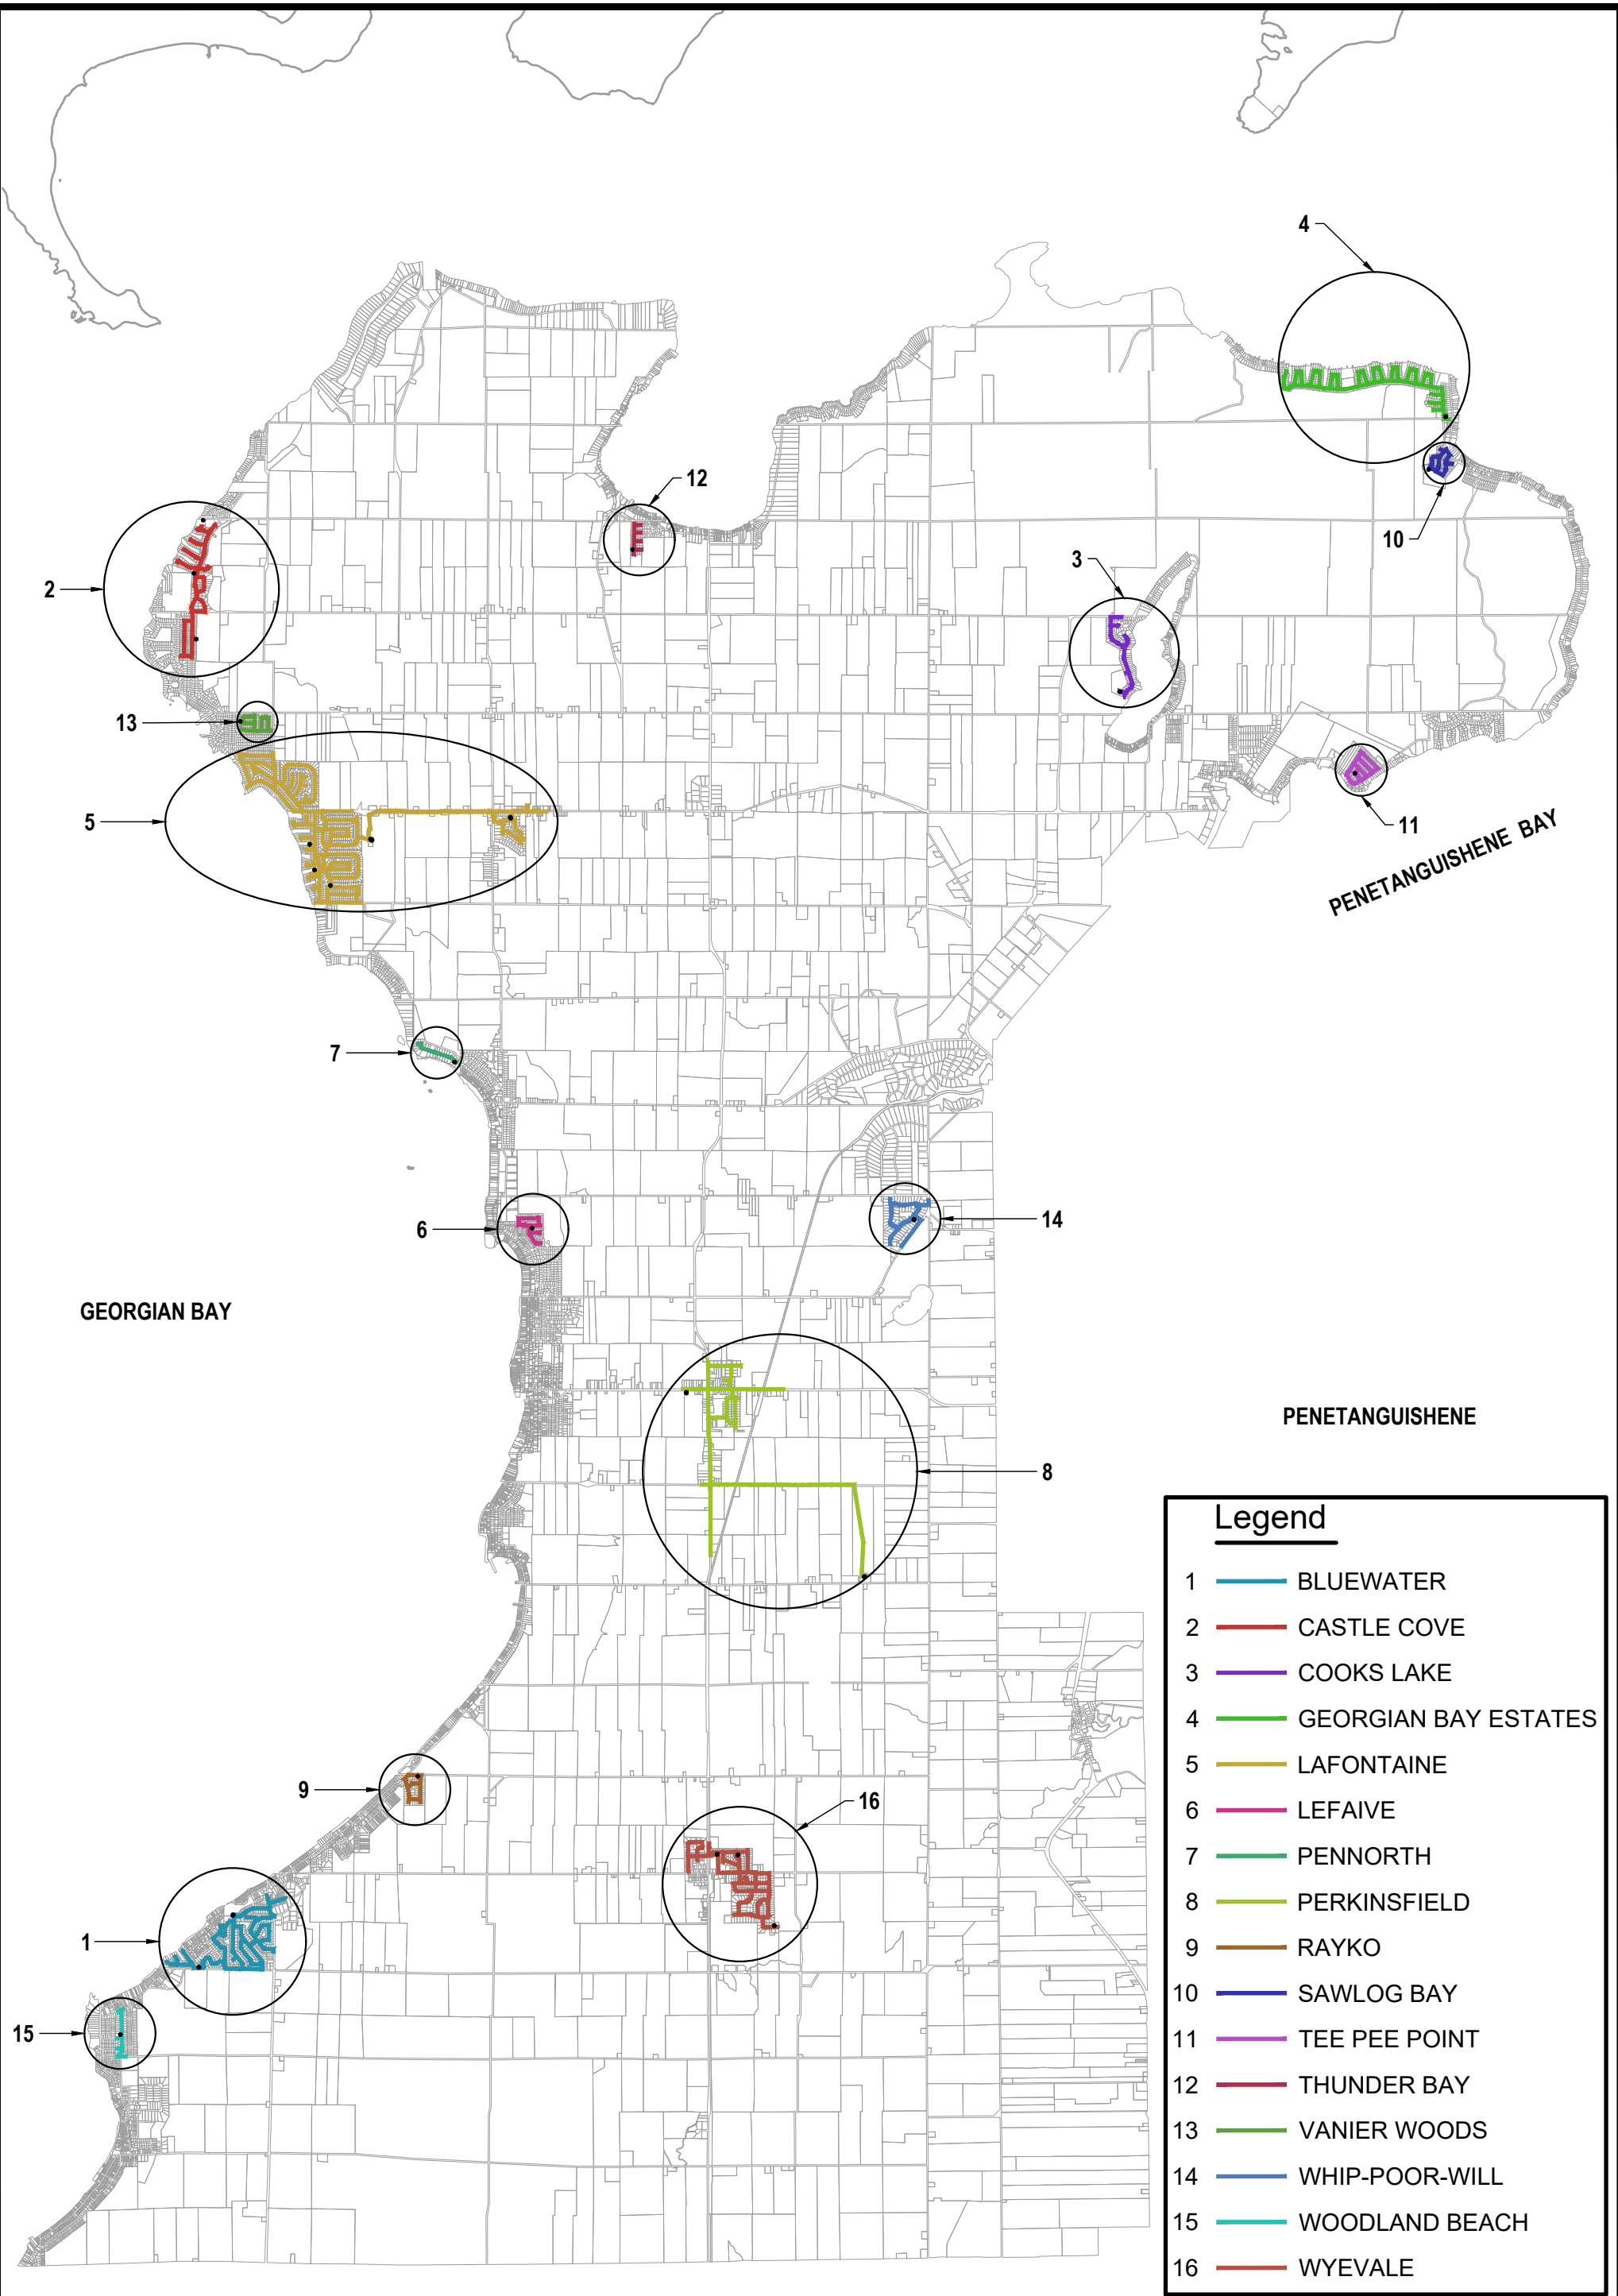 4
12
10
2
3
13
5
11
PENETANGUISHENE BAY
7
6
14
GEORGIAN BAY
PENETANGUISHENE
8
9
16
1
15
Legend
1 BLUEWATER
2 CASTLE COVE
3 COOKS LAKE
4 GEORGIAN BAY ESTATES
5 LAFONTAINE
6 LEFAIVE
7 PENNORTH
8 PERKINSFIELD
9 RAYKO
10 SAWLOG BAY
11 TEE PEE POINT
12 THUNDER BAY
13 VANIER WOODS
14 WHIP-POOR-WILL
15 WOODLAND BEACH
16 WYEVALE